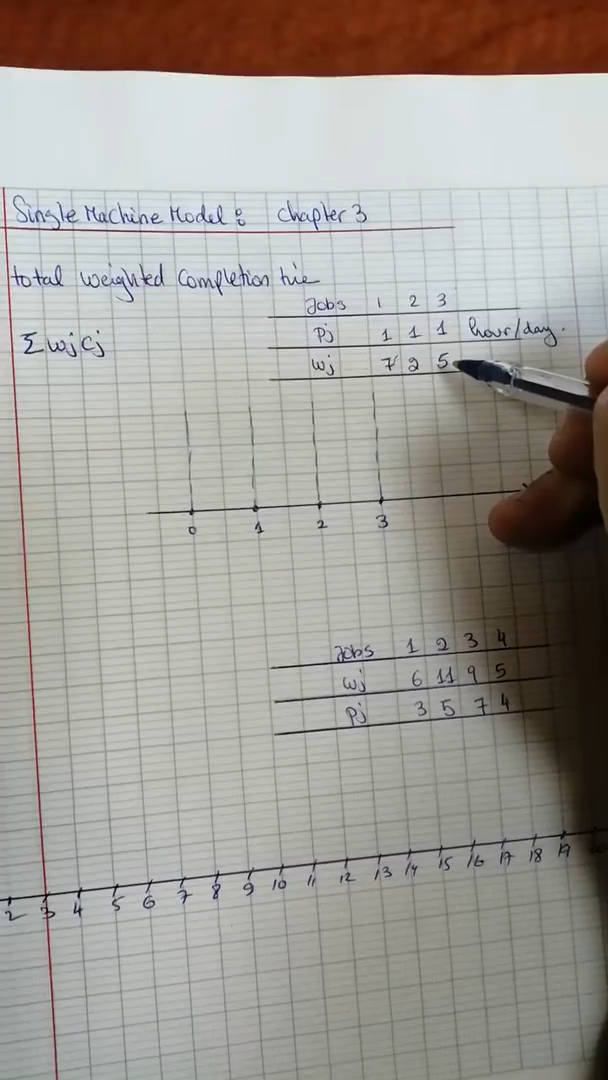 Single Machine Model : Chapter 3
total weighted Completion tie
Jobs 1 2 3
Pj 1 1 1 hour/day.
Σ wj Cj
wj 7 2 5
0 1 2 3
Jobs 1 2 3 4
wj 6 11 9 5
Pj 3 5 7 4
2 3 4 5 6 7 8 9 10 11 12 13 14 15 16 17 18 19